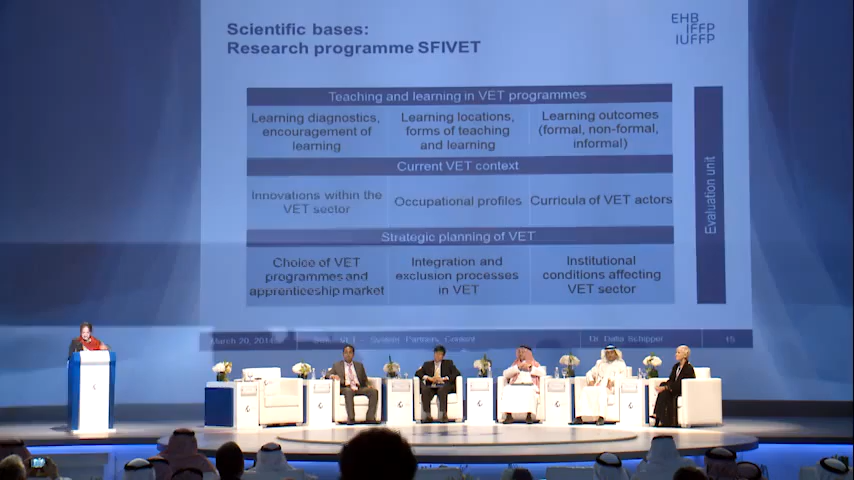 Scientific bases:
Research programme SFIVET
EHB
IFFP
IUFFP
Teaching and learning in VET programmes
Learning diagnostics,
encouragement of
learning
Learning locations,
forms of teaching
and learning
Learning outcomes
(formal, non-formal,
informal)
Current VET context
Innovations within the
VET sector
Occupational profiles
Curricula of VET actors
Strategic planning of VET
Choice of VET
programmes and
apprenticeship market
Integration and
exclusion processes
in VET
Institutional
conditions affecting
VET sector
Evaluation unit
March 20, 2014
VET – System, Partners, Content
Dr. Dalia Schipper
15